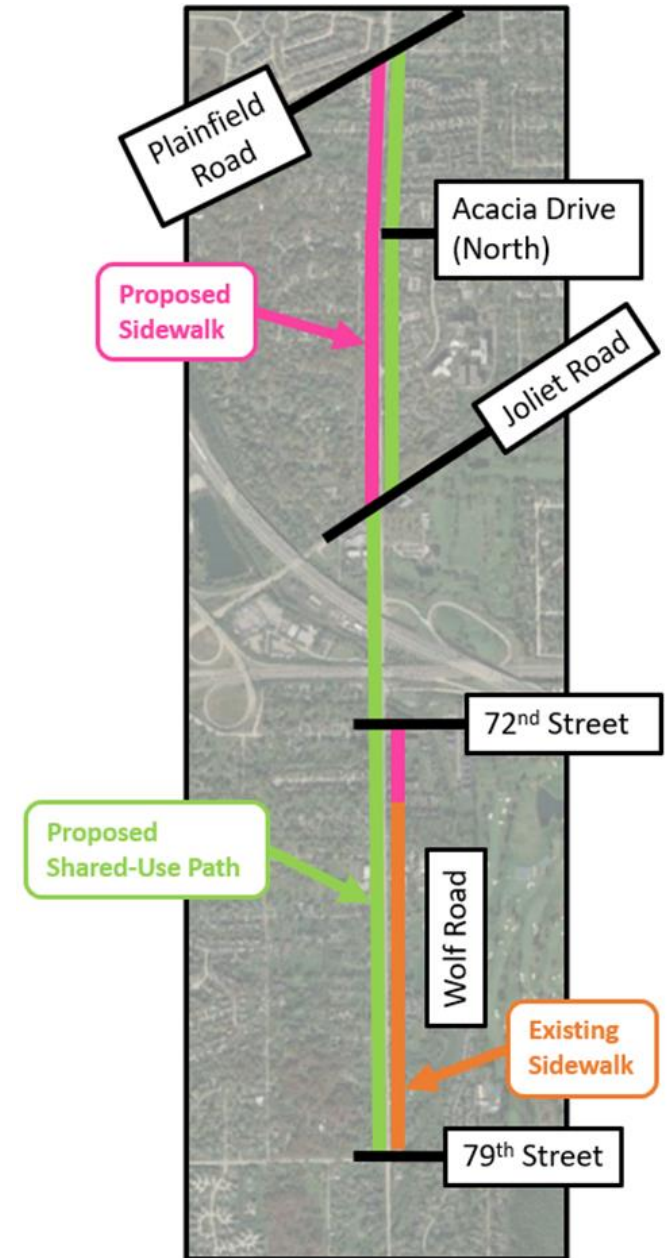 Plainfield
Road
Acacia Drive
(North)
Proposed
Sidewalk
Joliet Road
72nd Street
Proposed
Shared-Use Path
Wolf Road
Existing
Sidewalk
79th Street